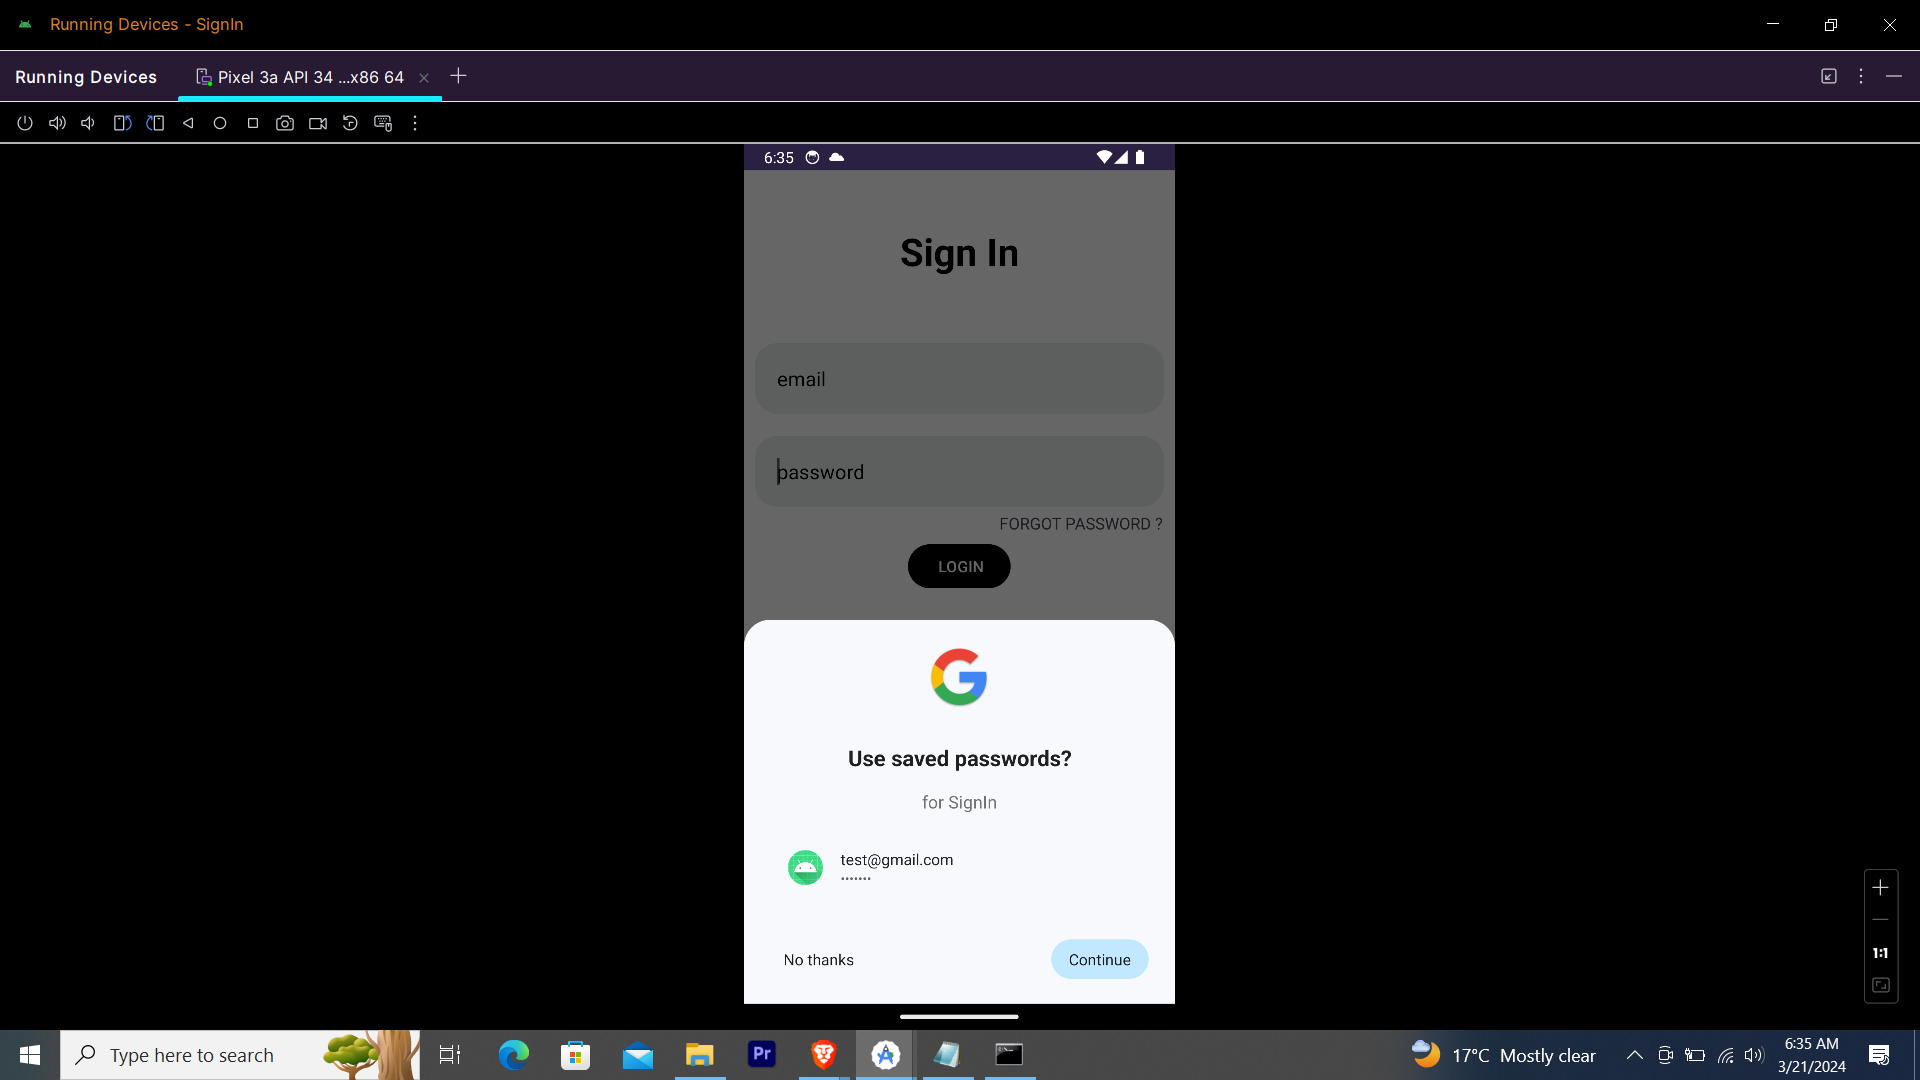 Running Devices - SignIn
Running Devices
Pixel 3a API 34 ...x86 64
6:35
Sign In
email
password
FORGOT PASSWORD ?
LOGIN
Use saved passwords?
for SignIn
test@gmail.com
•••••••
No thanks
Continue
1:1
Type here to search
Pr
17°C Mostly clear
6:35 AM
3/21/2024